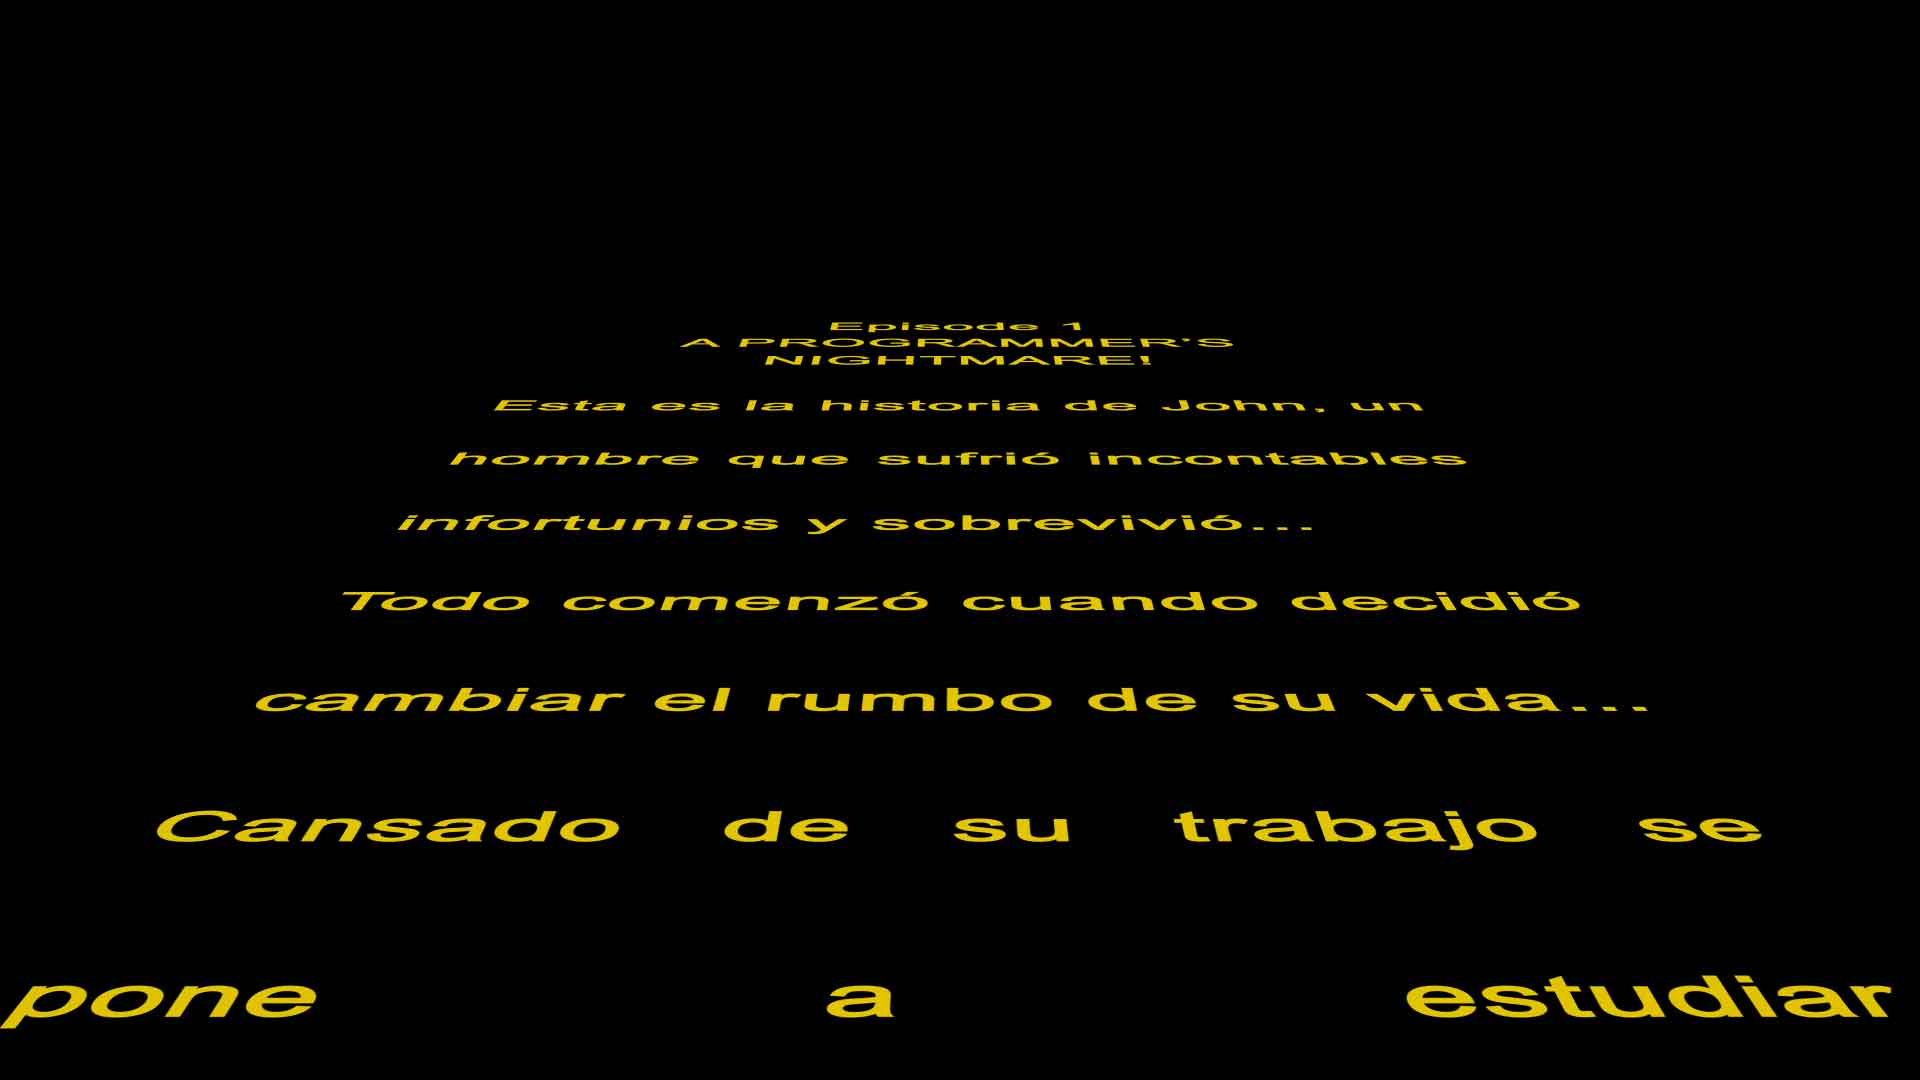 Episode 1
A PROGRAMMER'S
NIGHTMARE!
Esta es la historia de John, un
hombre que sufrió incontables
infortunios y sobrevivió...
Todo comenzó cuando decidió
cambiar el rumbo de su vida...
Cansado de su trabajo se
pone a estudiar